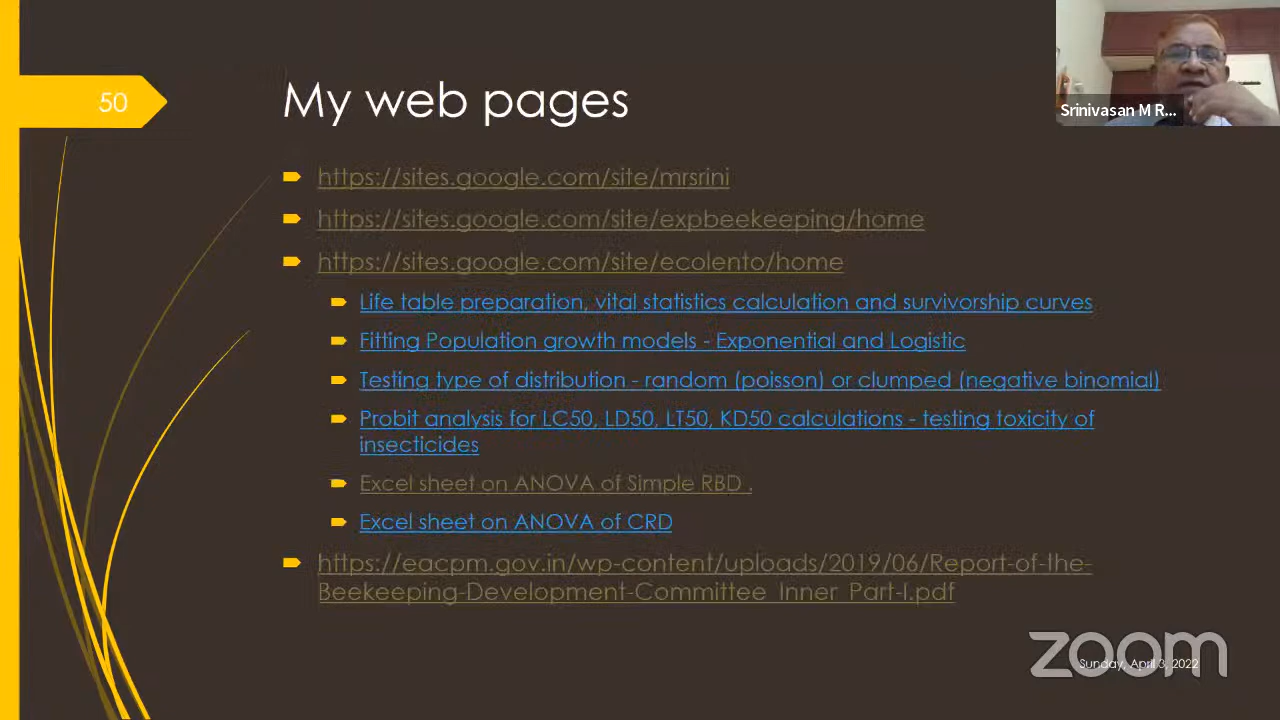 50
My web pages
Srinivasan M R...
https://sites.google.com/site/mrsrini
https://sites.google.com/site/expbeekeeping/home
https://sites.google.com/site/ecolento/home
Life table preparation, vital statistics calculation and survivorship curves
Fitting Population growth models - Exponential and Logistic
Testing type of distribution - random (poisson) or clumped (negative binomial)
Probit analysis for LC50, LD50, LT50, KD50 calculations - testing toxicity of
insecticides
Excel sheet on ANOVA of Simple RBD .
Excel sheet on ANOVA of CRD
https://eacpm.gov.in/wp-content/uploads/2019/06/Report-of-the-
Beekeeping-Development-Committee_Inner_Part-I.pdf
zoom
Sunday, April 3, 2022